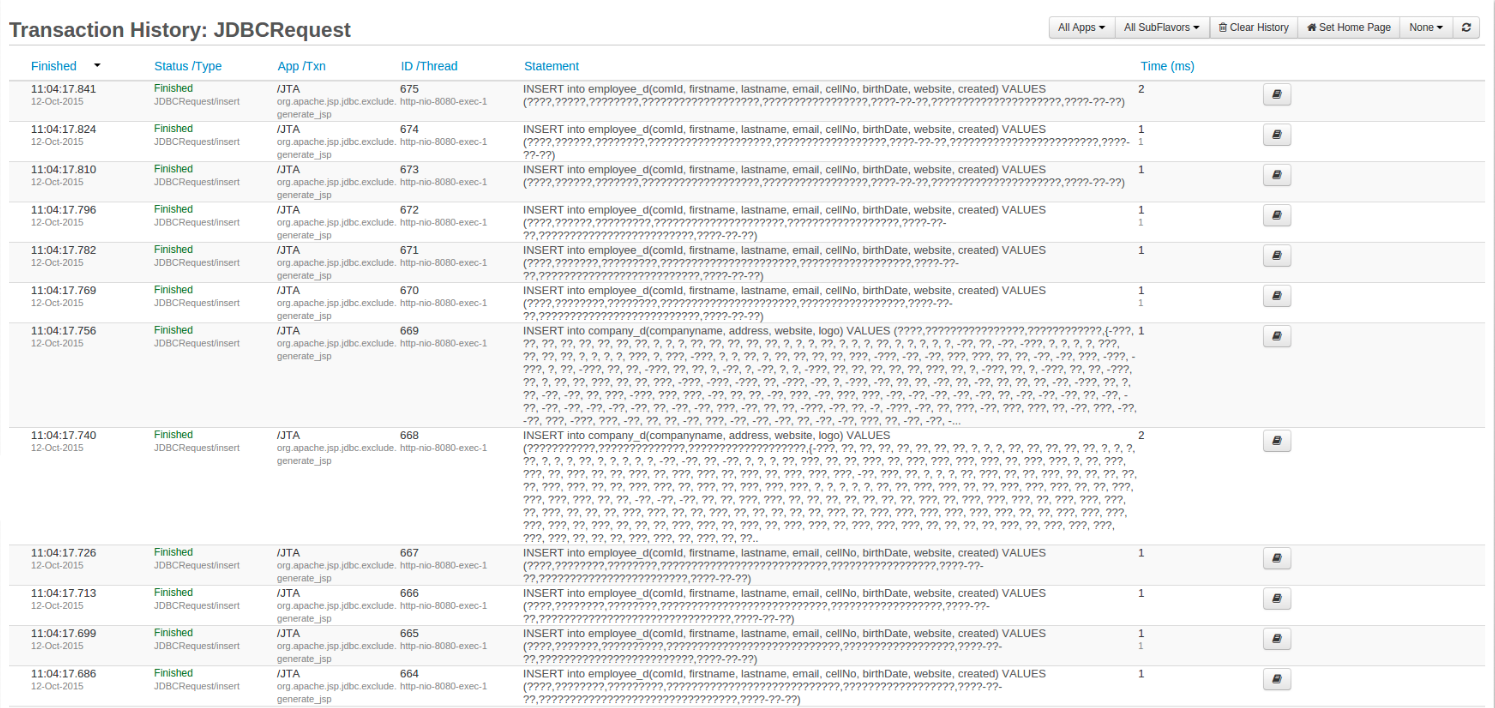 Transaction History: JDBCRequest
All Apps All SubFlavors Clear History Set Home Page None
Finished Status /Type App /Txn ID /Thread Statement Time (ms)
11:04:17.841 Finished /JTA 675 INSERT into employee_d(comId, firstname, lastname, email, cellNo, birthDate, website, created) VALUES 2
12-Oct-2015 JDBCRequest/insert org.apache.jsp.jdbc.exclude. http-nio-8080-exec-1 (????,?????,????????,???????????????????,?????????????????,????-??-??,?????????????????????,????-??-??)
generate_jsp
11:04:17.824 Finished /JTA 674 INSERT into employee_d(comId, firstname, lastname, email, cellNo, birthDate, website, created) VALUES 1
12-Oct-2015 JDBCRequest/insert org.apache.jsp.jdbc.exclude. http-nio-8080-exec-1 (????,??????,????????,????????????????????,??????????????????,????-??-??,????????????????????????,????- 1
generate_jsp ??-??)
11:04:17.810 Finished /JTA 673 INSERT into employee_d(comId, firstname, lastname, email, cellNo, birthDate, website, created) VALUES 1
12-Oct-2015 JDBCRequest/insert org.apache.jsp.jdbc.exclude. http-nio-8080-exec-1 (????,??????,???????,???????????????????,?????????????????,????-??-??,?????????????????????,????-??-??)
generate_jsp
11:04:17.796 Finished /JTA 672 INSERT into employee_d(comId, firstname, lastname, email, cellNo, birthDate, website, created) VALUES 1
12-Oct-2015 JDBCRequest/insert org.apache.jsp.jdbc.exclude. http-nio-8080-exec-1 (????,??????,?????????,?????????????????????,??????????????????,????-??- 1
generate_jsp ??,?????????????????????????,????-??-??)
11:04:17.782 Finished /JTA 671 INSERT into employee_d(comId, firstname, lastname, email, cellNo, birthDate, website, created) VALUES 1
12-Oct-2015 JDBCRequest/insert org.apache.jsp.jdbc.exclude. http-nio-8080-exec-1 (????,???????,?????????,??????????????????????,??????????????????,????-??-
generate_jsp ??,??????????????????????????,????-??-??)
11:04:17.769 Finished /JTA 670 INSERT into employee_d(comId, firstname, lastname, email, cellNo, birthDate, website, created) VALUES 1
12-Oct-2015 JDBCRequest/insert org.apache.jsp.jdbc.exclude. http-nio-8080-exec-1 (????,????????,????????,??????????????????????,?????????????????,????-??- 1
generate_jsp ??,??????????????????????????,????-??-??)
11:04:17.756 Finished /JTA 669 INSERT into company_d(companyname, address, website, logo) VALUES (????,????????????????,????????????,{-???, 1
12-Oct-2015 JDBCRequest/insert org.apache.jsp.jdbc.exclude. http-nio-8080-exec-1
generate_jsp
11:04:17.740 Finished /JTA 668 INSERT into company_d(companyname, address, website, logo) VALUES 2
12-Oct-2015 JDBCRequest/insert org.apache.jsp.jdbc.exclude. http-nio-8080-exec-1
generate_jsp
11:04:17.726 Finished /JTA 667 INSERT into employee_d(comId, firstname, lastname, email, cellNo, birthDate, website, created) VALUES 1
12-Oct-2015 JDBCRequest/insert org.apache.jsp.jdbc.exclude. http-nio-8080-exec-1 (????,????????,????????,???????????????????????????,?????????????????,????-??-
generate_jsp ??,????????????????????????,????-??-??)
11:04:17.713 Finished /JTA 666 INSERT into employee_d(comId, firstname, lastname, email, cellNo, birthDate, website, created) VALUES 1
12-Oct-2015 JDBCRequest/insert org.apache.jsp.jdbc.exclude. http-nio-8080-exec-1 (????,????????,????????,???????????????????????????,??????????????????,????-??-
generate_jsp ??,???????????????????????????????,????-??-??)
11:04:17.699 Finished /JTA 665 INSERT into employee_d(comId, firstname, lastname, email, cellNo, birthDate, website, created) VALUES 1
12-Oct-2015 JDBCRequest/insert org.apache.jsp.jdbc.exclude. http-nio-8080-exec-1 (????,???????,??????????,????????????????????????????,??????????????????,????-??- 1
generate_jsp ??,?????????????????????????,????-??-??)
11:04:17.686 Finished /JTA 664 INSERT into employee_d(comId, firstname, lastname, email, cellNo, birthDate, website, created) VALUES 1
12-Oct-2015 JDBCRequest/insert org.apache.jsp.jdbc.exclude. http-nio-8080-exec-1 (????,????????,?????????,????????????????????????????,??????????????????,????-??-
generate_jsp ??,????????????????????????????????,????-??-??)